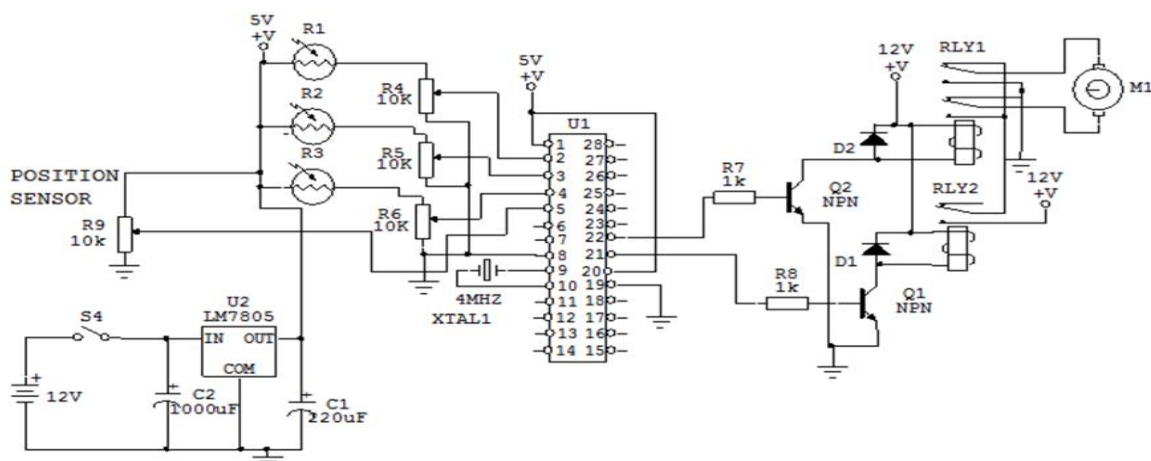 5V
+V
R1
R2
R3
R4
10K
R5
10K
R6
10K
POSITION
SENSOR
R9
10k
S4
12V
U2
LM7805
IN OUT
COM
C2
1000uF
C1
220uF
5V
+V
U1
1 28
2 27
3 26
4 25
5 24
6 23
7 22
8 21
9 20
10 19
11 18
12 17
13 16
14 15
4MHZ
XTAL1
R7
1k
R8
1k
12V
+V
D2
Q2
NPN
D1
Q1
NPN
RLY1
M1
RLY2
12V
+V